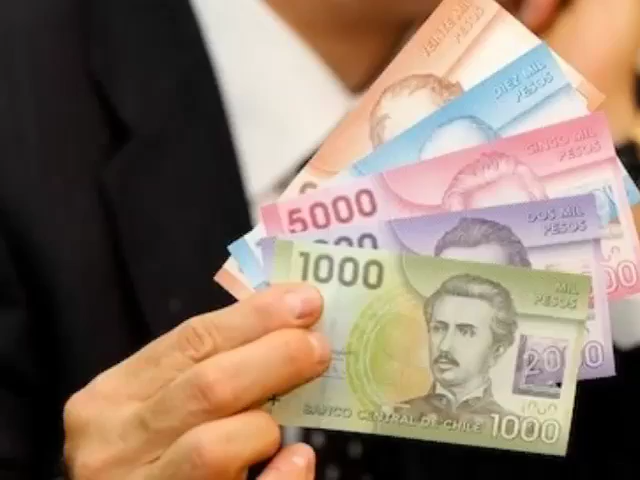 VEINTE MIL
PESOS
DIEZ MIL
PESOS
CINCO MIL
PESOS
5000
DOS MIL
PESOS
1000
MIL
PESOS
20
BANCO CENTRAL DE CHILE
1000